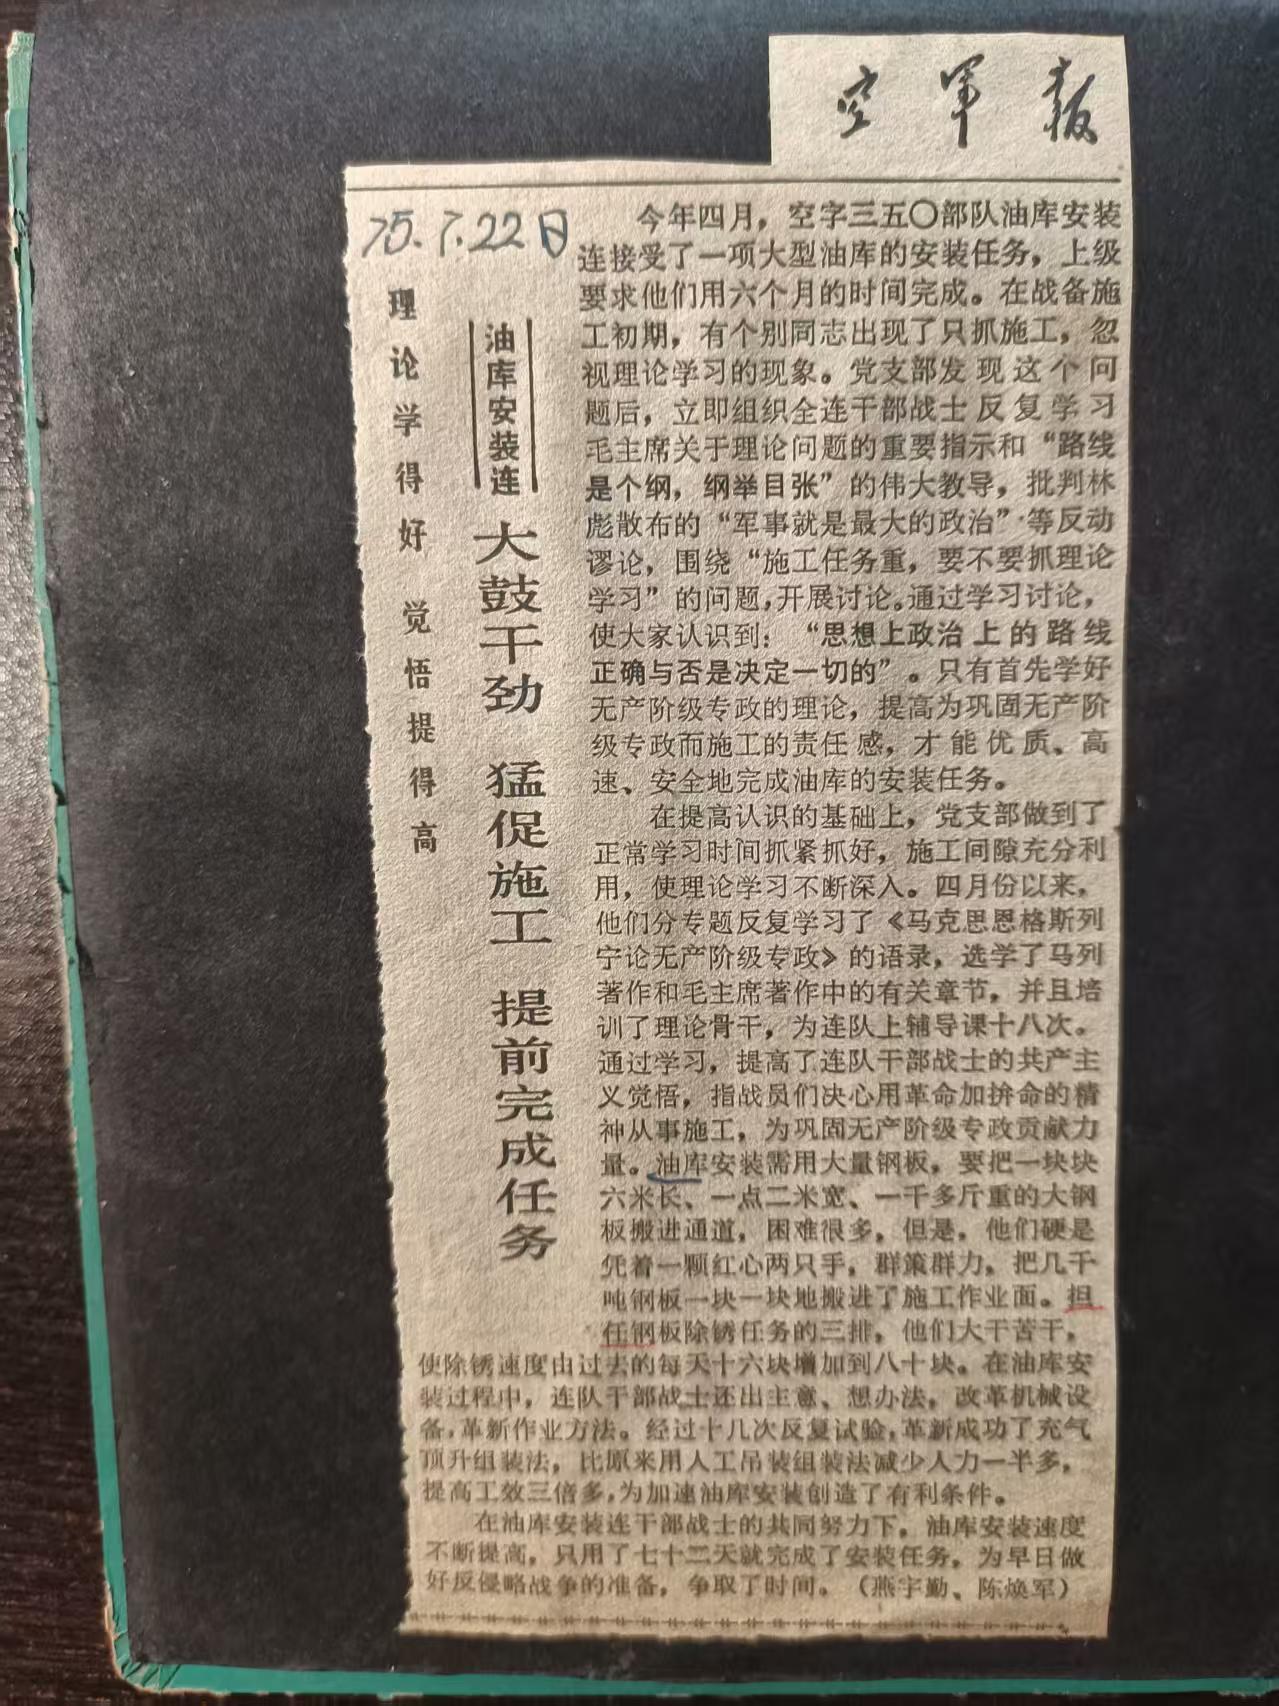 空军报
75.7.22日
理论学得好 觉悟提得高
油库安装连
大鼓干劲 猛促施工 提前完成任务
今年四月，空字三五〇部队油库安装
连接受了一项大型油库的安装任务，上级
要求他们用六个月的时间完成。在战备施
工初期，有个别同志出现了只抓施工，忽
视理论学习的现象。党支部发现这个问
题后，立即组织全连干部战士反复学习
毛主席关于理论问题的重要指示和“路线
是个纲，纲举目张”的伟大教导，批判林
彪散布的“军事就是最大的政治”等反动
谬论，围绕“施工任务重，要不要抓理论
学习”的问题，开展讨论。通过学习讨论，
使大家认识到：“思想上政治上的路线
正确与否是决定一切的”。只有首先学好
无产阶级专政的理论，提高为巩固无产阶
级专政而施工的责任感，才能优质、高
速、安全地完成油库的安装任务。
在提高认识的基础上，党支部做到了
正常学习时间抓紧抓好，施工间隙充分利
用，使理论学习不断深入。四月份以来，
他们分专题反复学习了《马克思恩格斯列
宁论无产阶级专政》的语录，选学了马列
著作和毛主席著作中的有关章节，并且培
训了理论骨干，为连队上辅导课十八次。
通过学习，提高了连队干部战士的共产主
义觉悟，指战员们决心用革命加拚命的精
神从事施工，为巩固无产阶级专政贡献力
量。油库安装需用大量钢板，要把一块块
六米长、一点二米宽、一千多斤重的大钢
板搬进通道，困难很多，但是，他们硬是
凭着一颗红心两只手，群策群力，把几千
吨钢板一块一块地搬进了施工作业面。担
任钢板除锈任务的三排，他们大干苦干，
使除锈速度由过去的每天十六块增加到八十块。在油库安
装过程中，连队干部战士还出主意、想办法，改革机械设
备，革新作业方法。经过十几次反复试验，革新成功了充气
顶升组装法，比原来用人工吊装组装法减少人力一半多，
提高工效三倍多，为加速油库安装创造了有利条件。
在油库安装连干部战士的共同努力下，油库安装速度
不断提高，只用了七十二天就完成了安装任务，为早日做
好反侵略战争的准备，争取了时间。（燕宇勤、陈焕军）